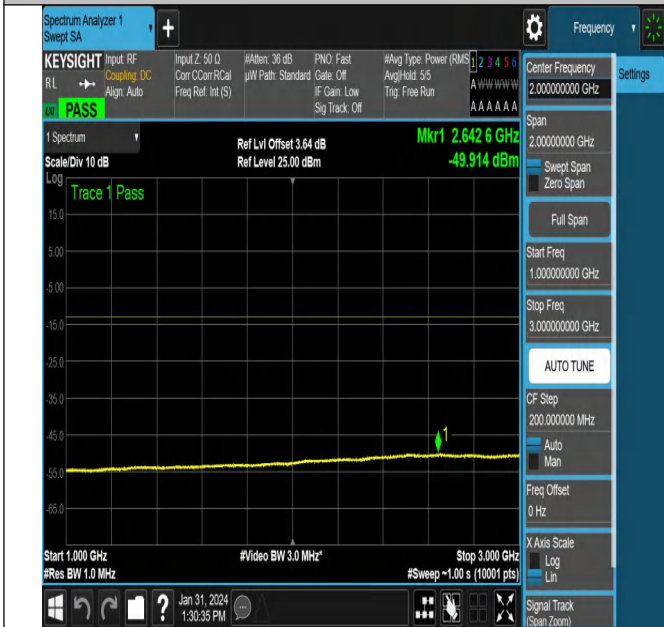 Spectrum Analyzer 1
Swept SA
Frequency
KEYSIGHT
RL
PASS
Input: RF
Coupling: DC
Align: Auto
Input Z: 50 Ω
Corr CCorr RCal
Freq Ref: Int (S)
#Atten: 36 dB
µW Path: Standard
PNO: Fast
Gate: Off
IF Gain: Low
Sig Track: Off
#Avg Type: Power (RMS
Avg|Hold: 5/5
Trig: Free Run
1 2 3 4 5 6
A W W W W W
A A A A A A
1 Spectrum
Scale/Div 10 dB
Log
Ref Lvl Offset 3.64 dB
Ref Level 25.00 dBm
Mkr1 2.642 6 GHz
-49.914 dBm
Trace 1 Pass
15.0
5.00
-5.00
-15.0
-25.0
-35.0
-45.0
-55.0
-65.0
1
Start 1.000 GHz
#Res BW 1.0 MHz
#Video BW 3.0 MHz*
Stop 3.000 GHz
#Sweep ~1.00 s (10001 pts)
Jan 31, 2024
1:30:35 PM
Center Frequency
2.000000000 GHz
Settings
Span
2.00000000 GHz
Swept Span
Zero Span
Full Span
Start Freq
1.000000000 GHz
Stop Freq
3.000000000 GHz
AUTO TUNE
CF Step
200.000000 MHz
Auto
Man
Freq Offset
0 Hz
X Axis Scale
Log
Lin
Signal Track
(Span Zoom)